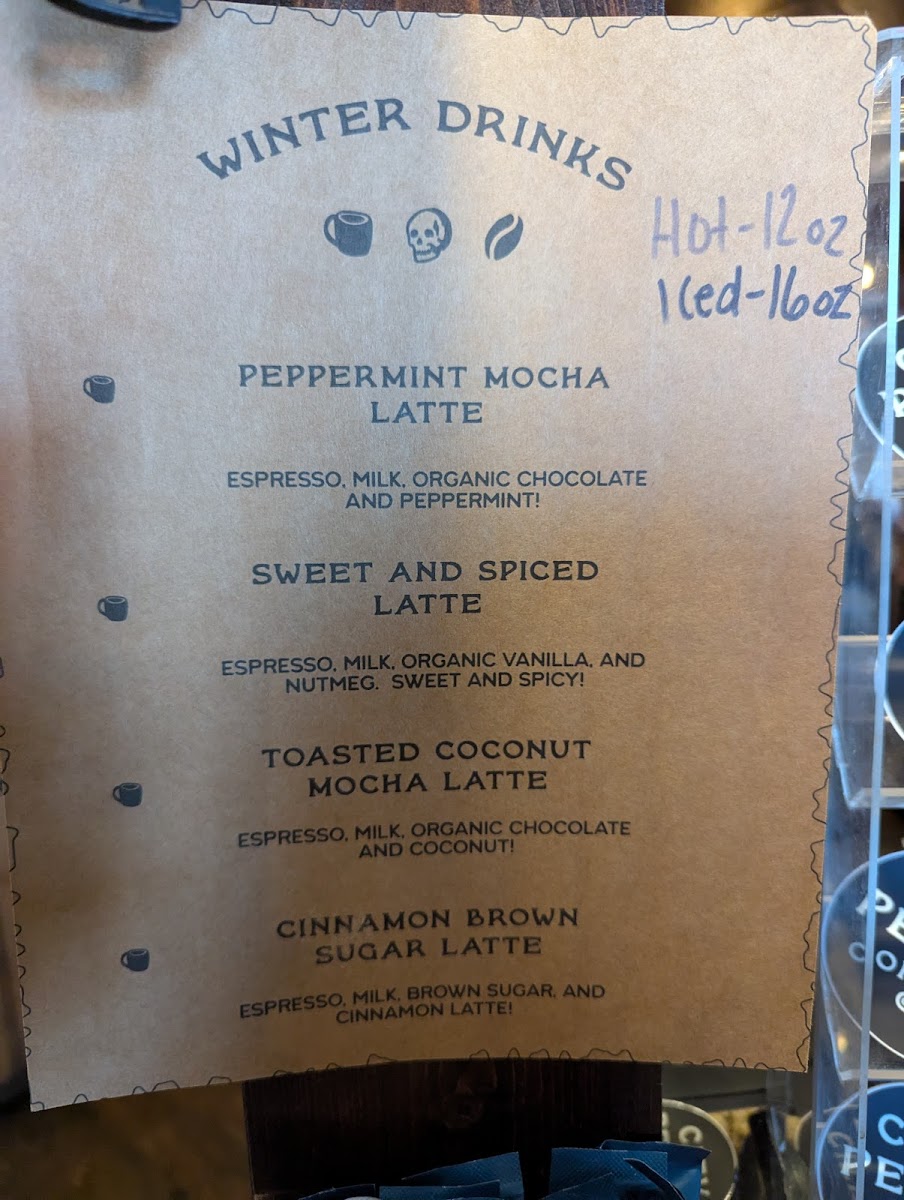 WINTER DRINKS
Hot-12 oz
Iced-16oz
PEPPERMINT MOCHA
LATTE
ESPRESSO, MILK, ORGANIC CHOCOLATE
AND PEPPERMINT!
SWEET AND SPICED
LATTE
ESPRESSO, MILK, ORGANIC VANILLA, AND
NUTMEG. SWEET AND SPICY!
TOASTED COCONUT
MOCHA LATTE
ESPRESSO, MILK, ORGANIC CHOCOLATE
AND COCONUT!
CINNAMON BROWN
SUGAR LATTE
ESPRESSO, MILK, BROWN SUGAR, AND
CINNAMON LATTE!